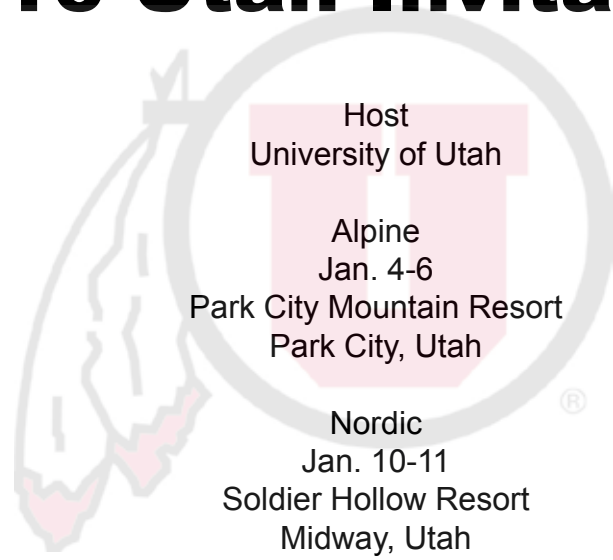 Host
University of Utah
Alpine
Jan. 4-6
Park City Mountain Resort
Park City, Utah
Nordic
Jan. 10-11
Soldier Hollow Resort
Midway, Utah
U
®